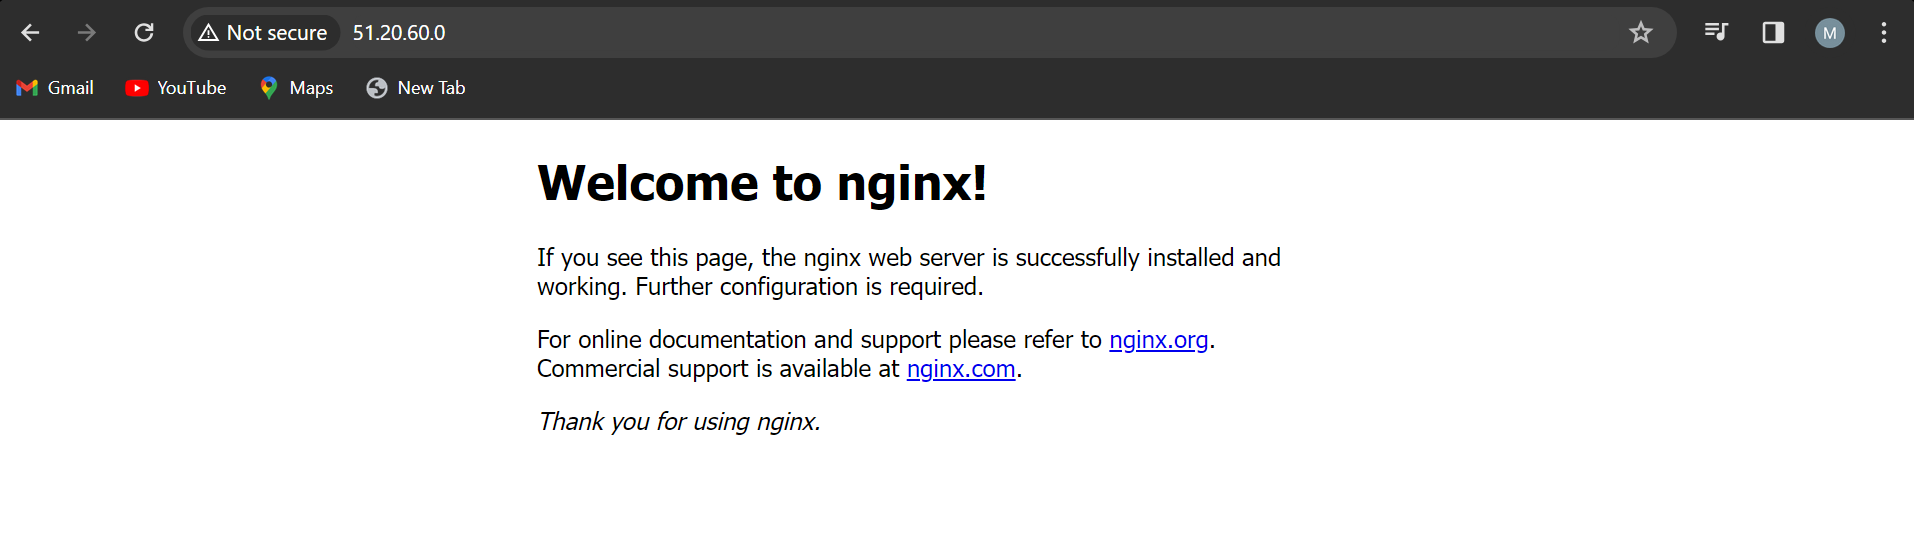 Not secure 51.20.60.0
M
Gmail YouTube Maps New Tab
Welcome to nginx!
If you see this page, the nginx web server is successfully installed and
working. Further configuration is required.
For online documentation and support please refer to nginx.org.
Commercial support is available at nginx.com.
Thank you for using nginx.